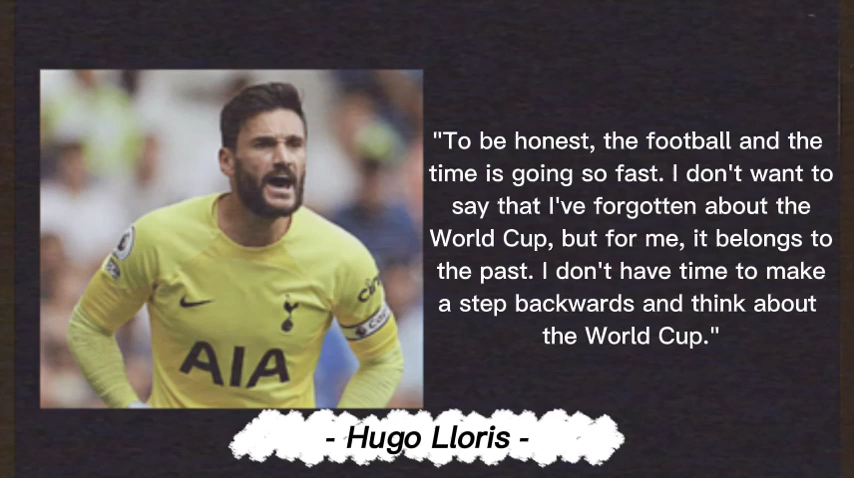 "To be honest, the football and the
time is going so fast. I don't want to
say that I've forgotten about the
World Cup, but for me, it belongs to
the past. I don't have time to make
a step backwards and think about
the World Cup."
AIA
- Hugo Lloris -